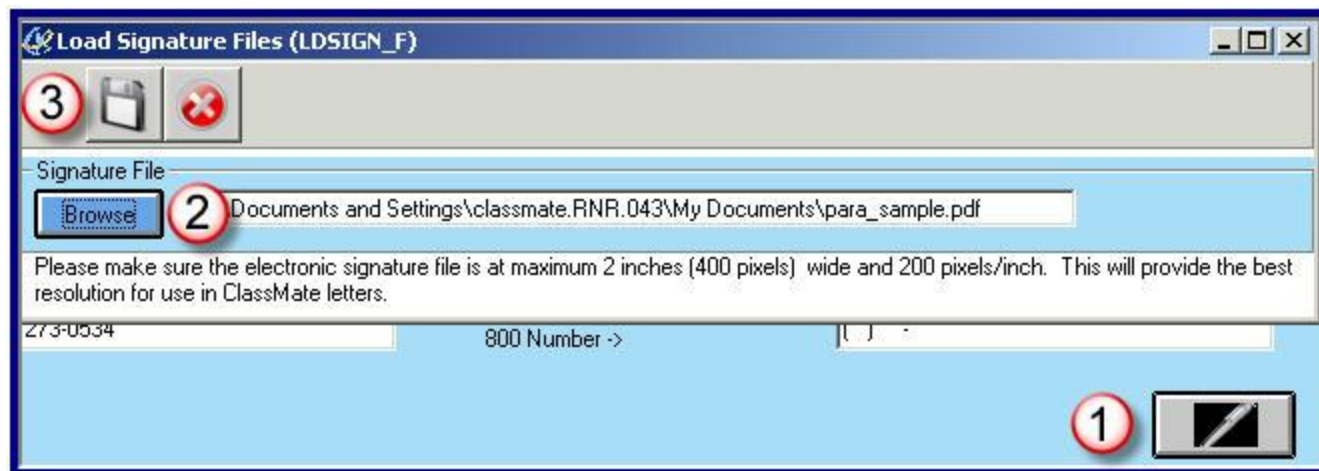 Load Signature Files (LDSIGN_F)
3
Signature File
Browse
2
Documents and Settings\classmate.RNR.043\My Documents\para_sample.pdf
Please make sure the electronic signature file is at maximum 2 inches (400 pixels) wide and 200 pixels/inch. This will provide the best
resolution for use in ClassMate letters.
273-0534
800 Number ->
( ) -
1